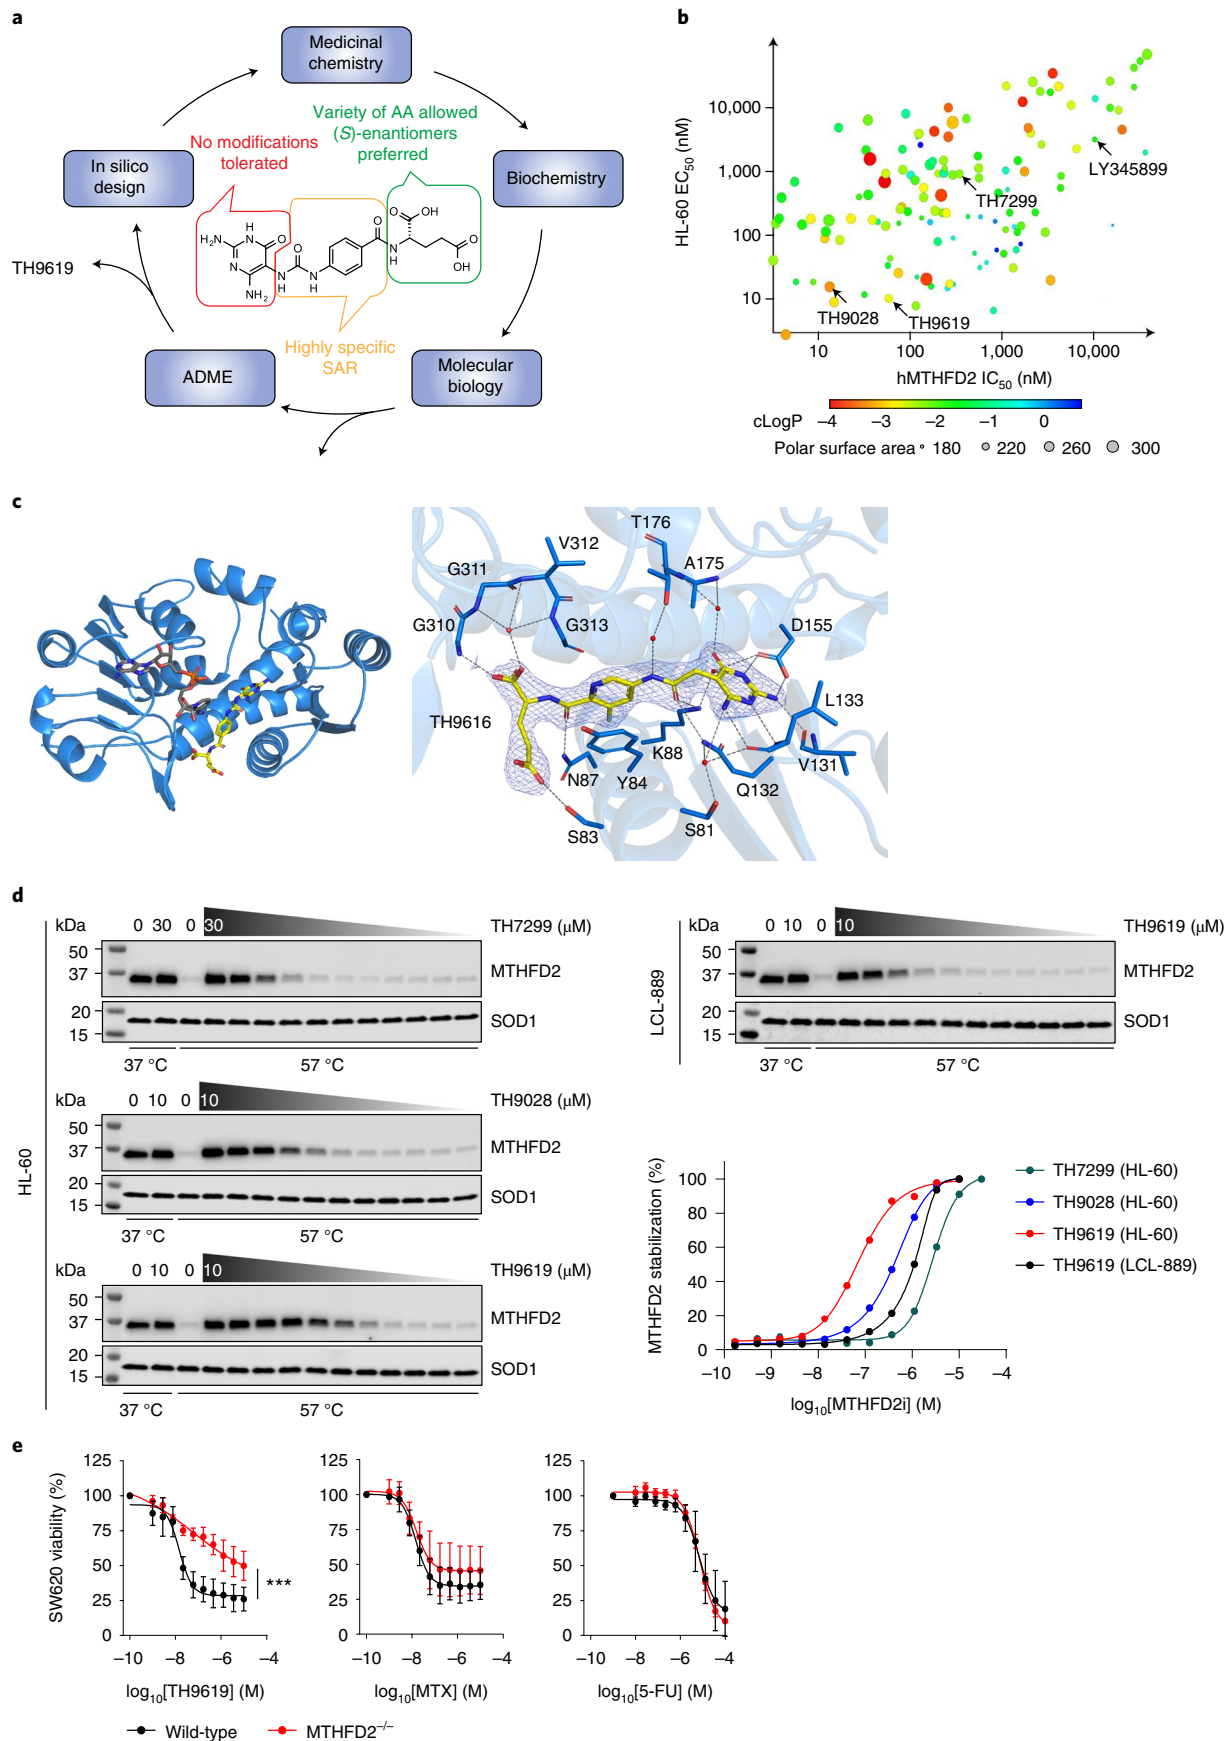 a
Medicinal
chemistry
Variety of AA allowed
(S)-enantiomers
preferred
No modifications
tolerated
In silico
design
Biochemistry
TH9619
Highly specific
SAR
ADME
Molecular
biology
H₂N
H
N
O
N
NH₂
N
H
O
N
H
O
N
H
O
OH
O
OH
b
HL-60 EC₅₀ (nM)
10,000
1,000
100
10
LY345899
TH7299
TH9028
TH9619
10
100
1,000
10,000
hMTHFD2 IC₅₀ (nM)
cLogP
–4
–3
–2
–1
0
Polar surface area
180
220
260
300
c
T176
V312
A175
G311
G310
G313
D155
TH9616
L133
K88
V131
N87
Y84
Q132
S83
S81
d
HL-60
kDa
0
30
0
30
TH7299 (μM)
50
37
MTHFD2
20
15
SOD1
37 °C
57 °C
kDa
0
10
0
10
TH9028 (μM)
50
37
MTHFD2
20
15
SOD1
37 °C
57 °C
kDa
0
10
0
10
TH9619 (μM)
50
37
MTHFD2
20
15
SOD1
37 °C
57 °C
LCL-889
kDa
0
10
0
10
TH9619 (μM)
50
37
MTHFD2
20
15
SOD1
37 °C
57 °C
MTHFD2 stabilization (%)
100
80
60
40
20
0
–10
–9
–8
–7
–6
–5
–4
log₁₀[MTHFD2i] (M)
TH7299 (HL-60)
TH9028 (HL-60)
TH9619 (HL-60)
TH9619 (LCL-889)
e
SW620 viability (%)
125
100
75
50
25
0
–10
–8
–6
–4
***
log₁₀[TH9619] (M)
125
100
75
50
25
0
–10
–8
–6
–4
log₁₀[MTX] (M)
125
100
75
50
25
0
–10
–8
–6
–4
log₁₀[5-FU] (M)
Wild-type
MTHFD2⁻/⁻